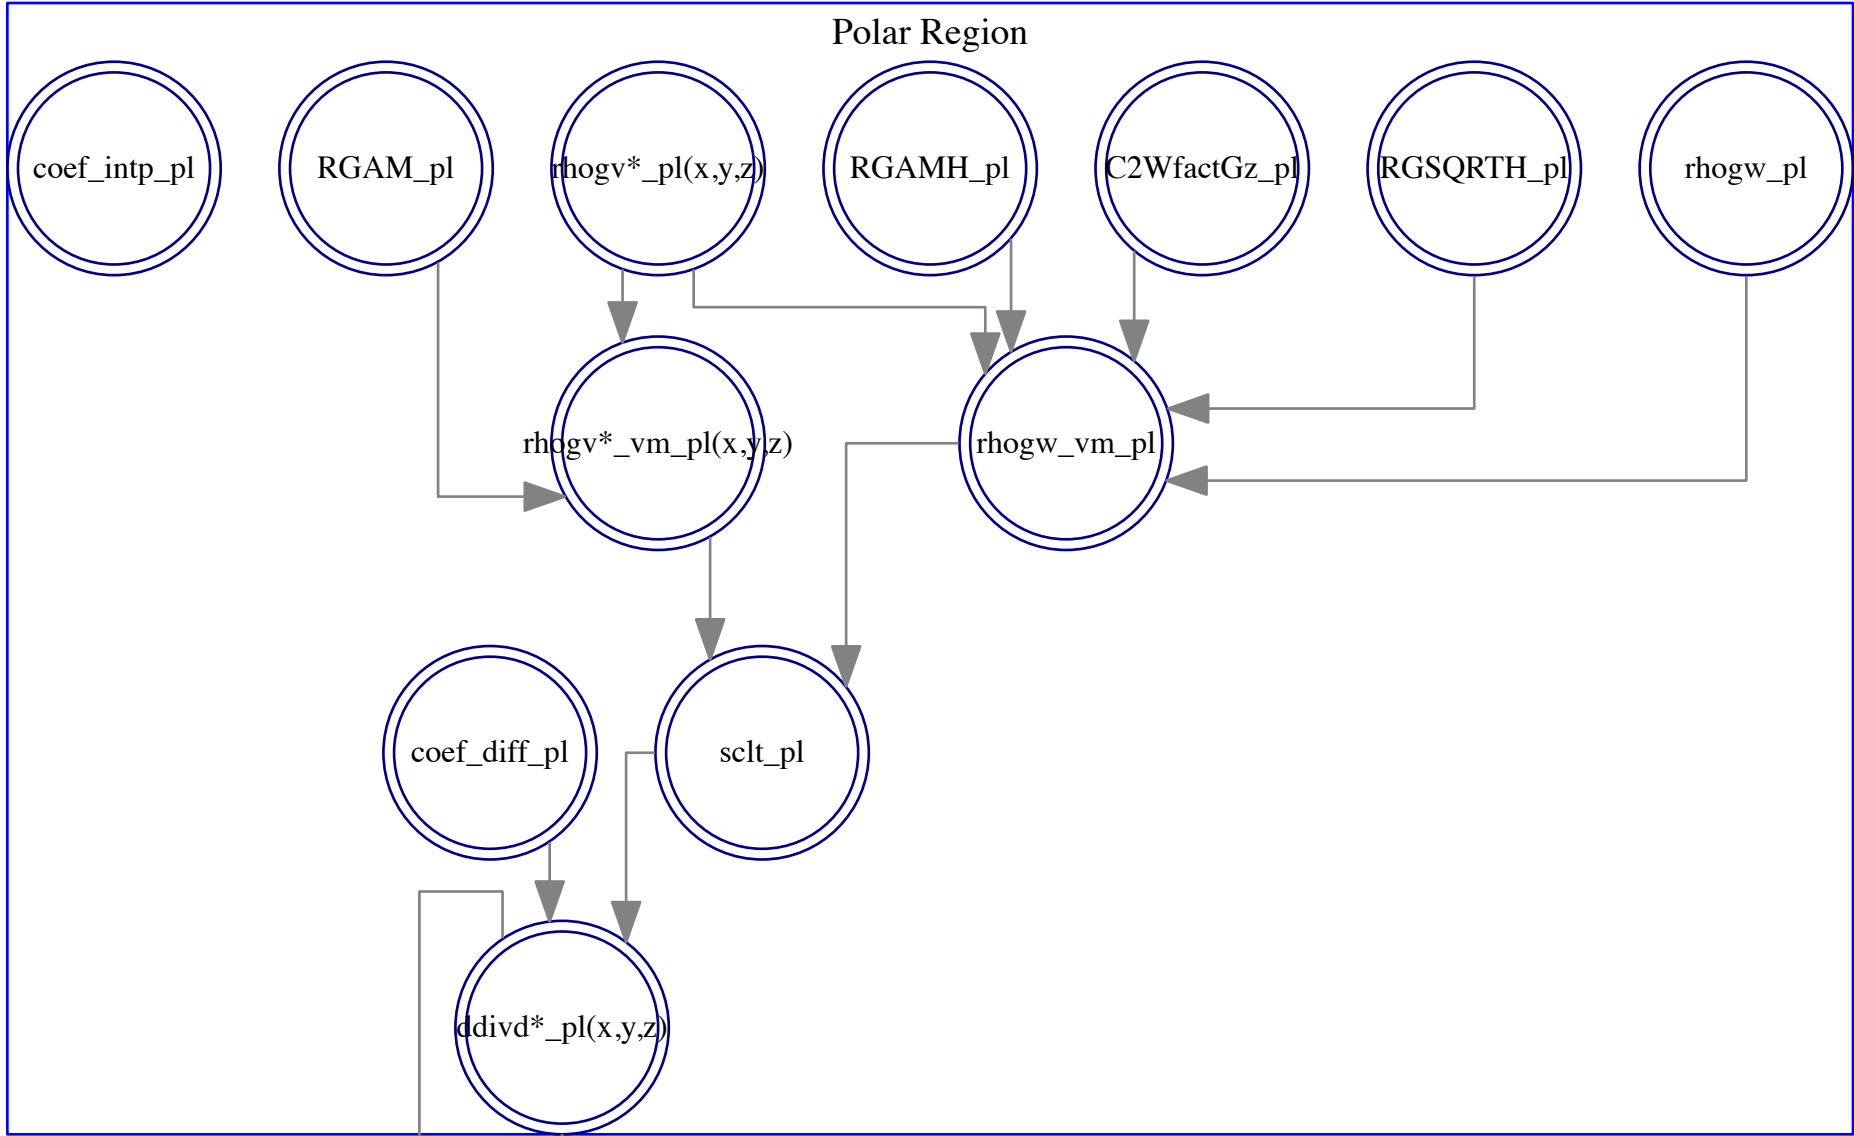 Polar Region
coef_intp_pl
RGAM_pl
rhogv*_pl(x,y,z)
RGAMH_pl
C2WfactGz_pl
RGSQRTH_pl
rhogw_pl
rhogv*_vm_pl(x,y,z)
rhogw_vm_pl
coef_diff_pl
sclt_pl
ddivd*_pl(x,y,z)